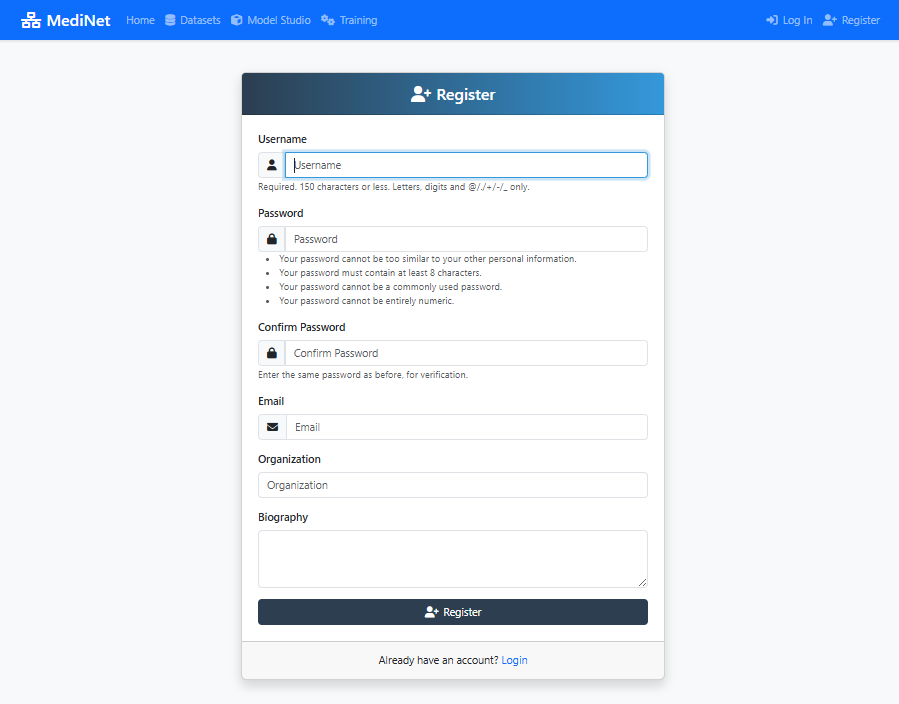 MediNet Home Datasets Model Studio Training Log In Register
Register
Username
Username
Required. 150 characters or less. Letters, digits and @/./+/-/_ only.
Password
Password
Your password cannot be too similar to your other personal information.
Your password must contain at least 8 characters.
Your password cannot be a commonly used password.
Your password cannot be entirely numeric.
Confirm Password
Confirm Password
Enter the same password as before, for verification.
Email
Email
Organization
Organization
Biography
Register
Already have an account? Login